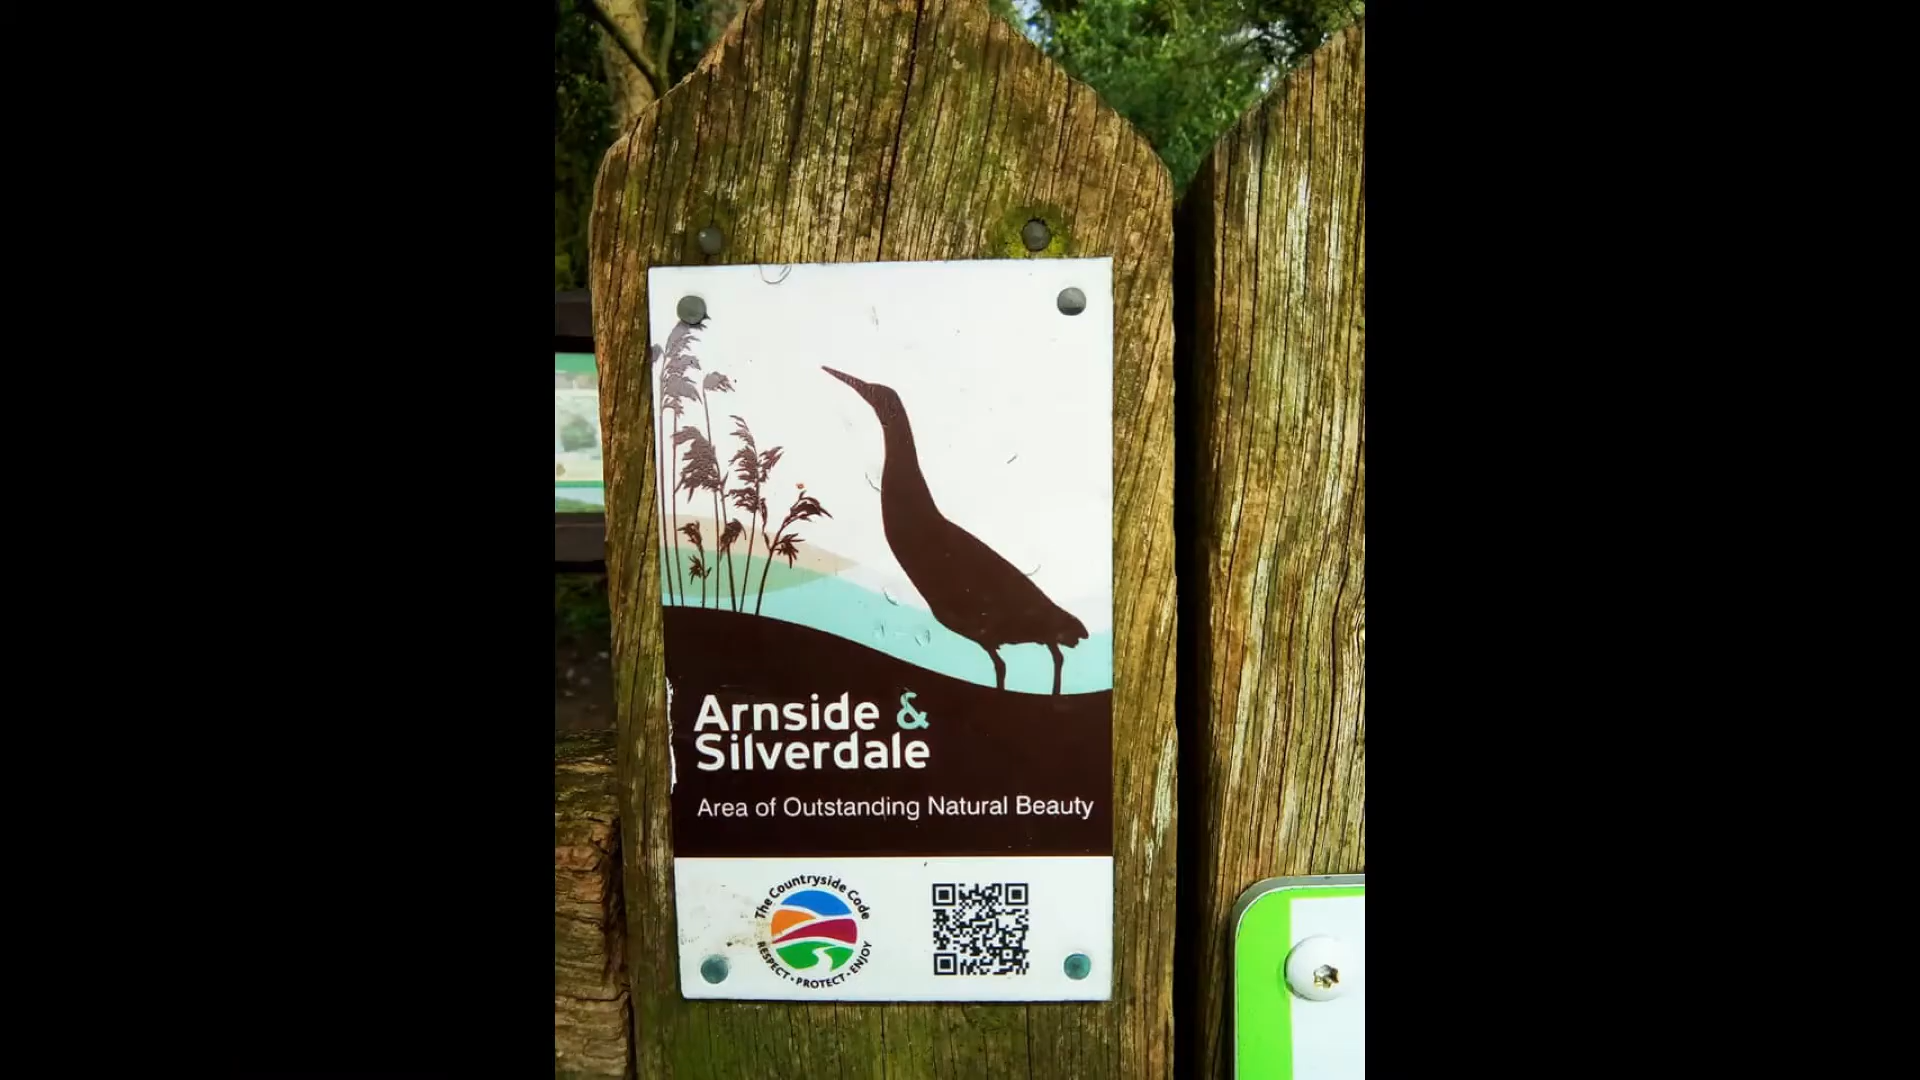 Arnside &
Silverdale
Area of Outstanding Natural Beauty
The Countryside Code
RESPECT • PROTECT • ENJOY